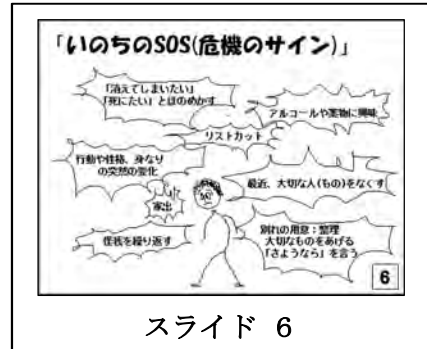 「いのちのSOS(危機のサイン)」
「消えてしまいたい」
「死にたい」とほのめかす
アルコールや薬物に興味
リストカット
行動や性格、身なり
の突然の変化
最近、大切な人(もの)をなくす
家出
怪我を繰り返す
別れの用意：整理
大切なものをあげる
「さようなら」を言う
6
スライド 6